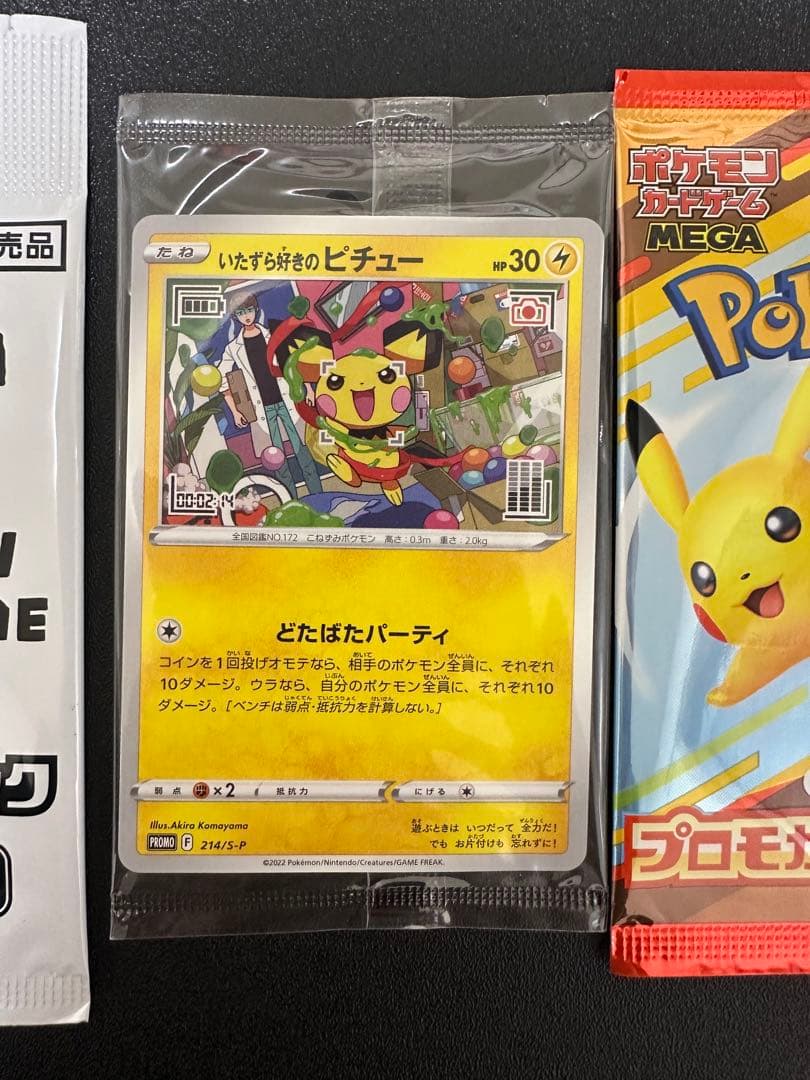 売品
ME
ック
たね いたずら好きのピチュー HP30
00:02:14
全国図鑑NO.172 こねずみポケモン 高さ:0.3m 重さ:2.0kg
どたばたパーティ
コインを1回投げオモテなら、相手のポケモン全員に、それぞれ
10ダメージ。ウラなら、自分のポケモン全員に、それぞれ10
ダメージ。[ベンチは弱点・抵抗力を計算しない。]
弱点 ×2 抵抗力 にげる
Illus.Akira Komayama
PROMO F 214/S-P
遊ぶときは いつだって 全力だ!
でも お片付けも 忘れずに!
©2022 Pokémon/Nintendo/Creatures/GAME FREAK.
ポケモン
カードゲーム
MEGA
Pok
プロモカ